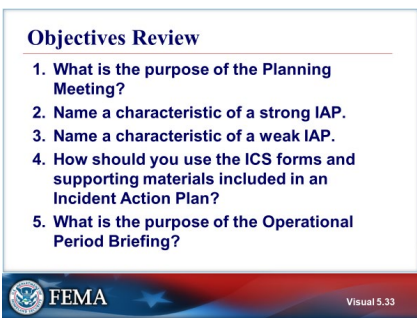 Objectives Review
1. What is the purpose of the Planning
Meeting?
2. Name a characteristic of a strong IAP.
3. Name a characteristic of a weak IAP.
4. How should you use the ICS forms and
supporting materials included in an
Incident Action Plan?
5. What is the purpose of the Operational
Period Briefing?
FEMA
Visual 5.33